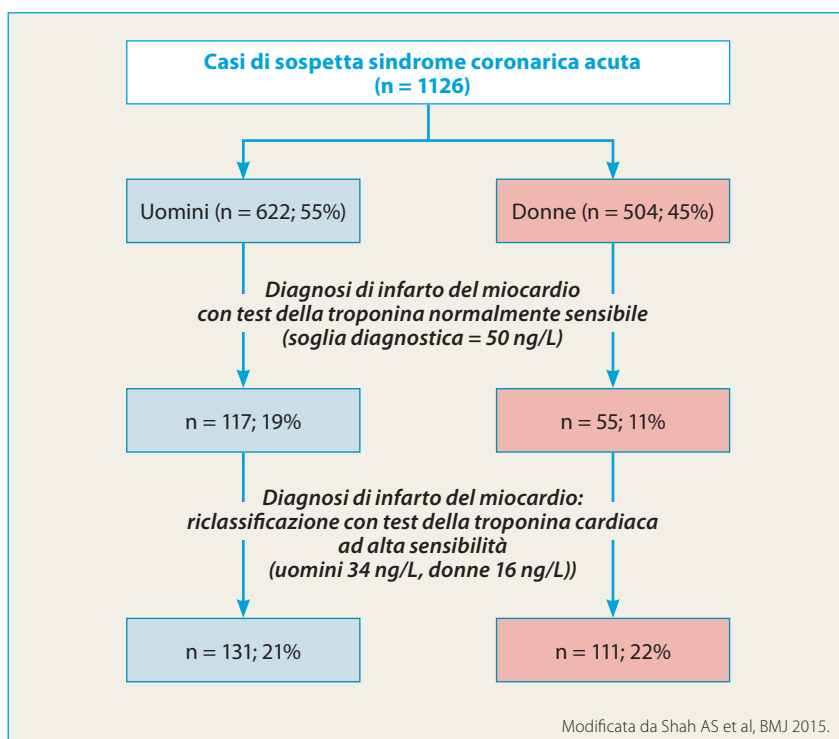 Casi di sospetta sindrome coronarica acuta
(n = 1126)
Uomini (n = 622; 55%)
Donne (n = 504; 45%)
Diagnosi di infarto del miocardio
con test della troponina normalmente sensibile
(soglia diagnostica = 50 ng/L)
n = 117; 19%
n = 55; 11%
Diagnosi di infarto del miocardio:
riclassificazione con test della troponina cardiaca
ad alta sensibilità
(uomini 34 ng/L, donne 16 ng/L))
n = 131; 21%
n = 111; 22%
Modificata da Shah AS et al, BMJ 2015.